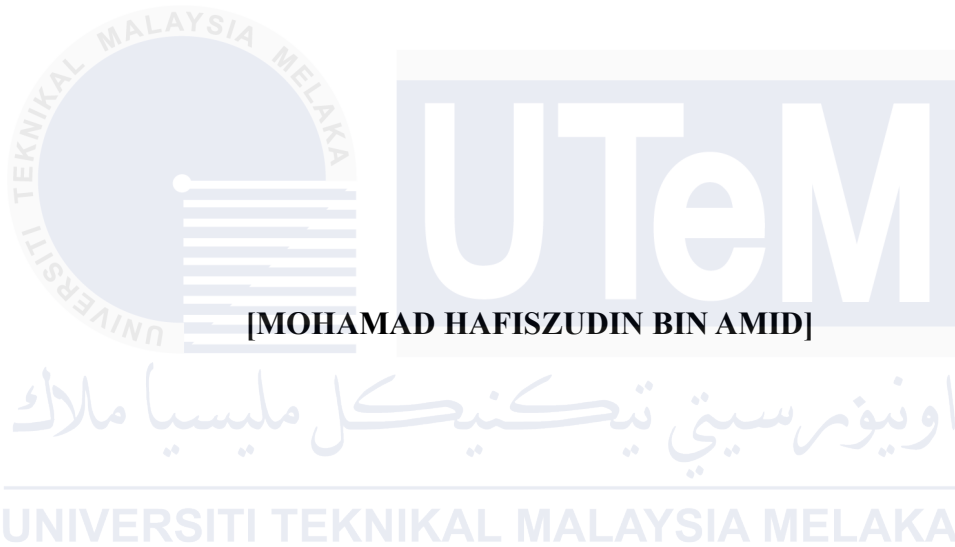 UNIVERSITI TEKNIKAL MALAYSIA MELAKA
UTeM
[MOHAMAD HAFISZUDIN BIN AMID]
اونيۏرسيتي تيكنيكل مليسيا ملاك
UNIVERSITI TEKNIKAL MALAYSIA MELAKA